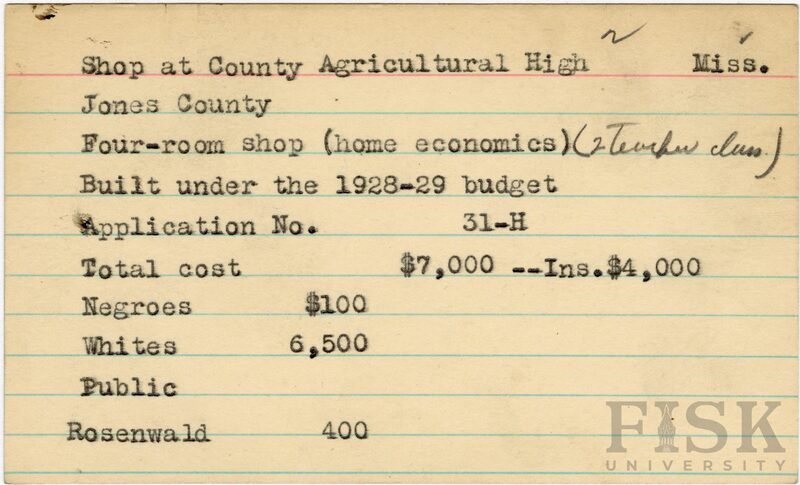 Shop at County Agricultural High 2 Miss.
Jones County
Four-room shop (home economics) (2 Teacher class)
Built under the 1928-29 budget
Application No. 31-H
Total cost $7,000 --Ins.$4,000
Negroes $100
Whites 6,500
Public
Rosenwald 400
FISK
UNIVERSITY